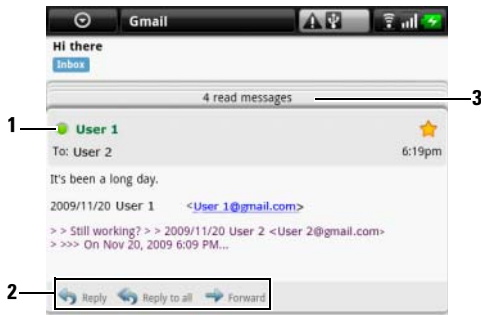 Gmail
Hi there
Inbox
4 read messages
3
1
User 1
To: User 2
6:19pm
It's been a long day.
2009/11/20 User 1 <User 1@gmail.com>
> > Still working? > > 2009/11/20 User 2 <User 2@gmail.com>
> >>> On Nov 20, 2009 6:09 PM...
2
Reply Reply to all Forward